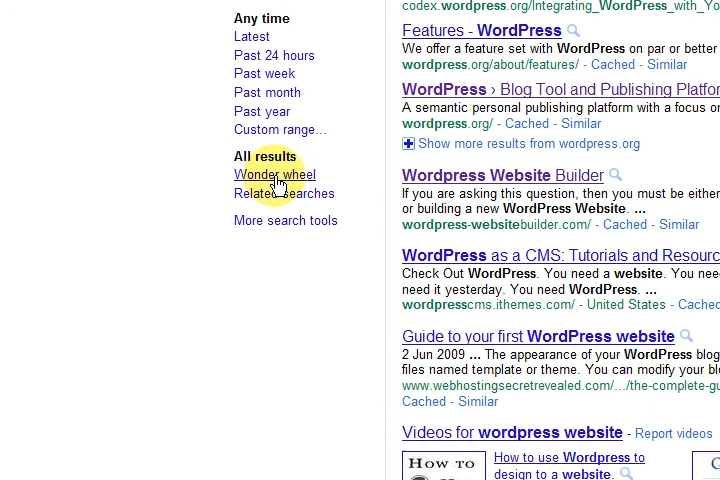 Any time
Latest
Past 24 hours
Past week
Past month
Past year
Custom range...
All results
Wonder wheel
Related searches
More search tools
codex.wordpress.org/Integrating_WordPress_with_Yo
Features - WordPress
We offer a feature set with WordPress on par or better
wordpress.org/about/features/ - Cached - Similar
WordPress › Blog Tool and Publishing Platfor
A semantic personal publishing platform with a focus o
wordpress.org/ - Cached - Similar
Show more results from wordpress.org
Wordpress Website Builder
If you are asking this question, then you must be either
or building a new WordPress Website. ...
wordpress-websitebuilder.com/ - Cached - Similar
WordPress as a CMS: Tutorials and Resourc
Check Out WordPress. You need a website. You nee
need it yesterday. You need WordPress. ...
wordpresscms.ithemes.com/ - United States - Cache
Guide to your first WordPress website
2 Jun 2009 ... The appearance of your WordPress blog
files named template or theme. You can modify your bl
www.webhostingsecretrevealed.com/.../the-complete-gu
Cached - Similar
Videos for wordpress website - Report videos
How to
How to use Wordpress to
design to a website.